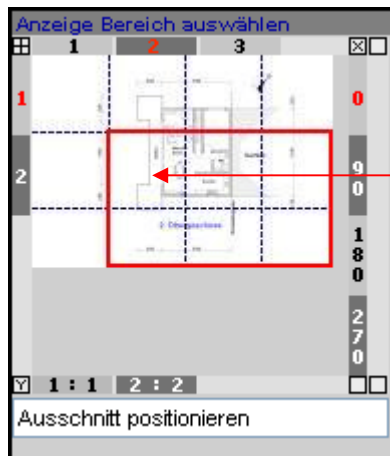 Anzeige Bereich auswählen
1 2 3
1 0
2 90
180
270
Y 1 : 1 2 : 2
Ausschnitt positionieren